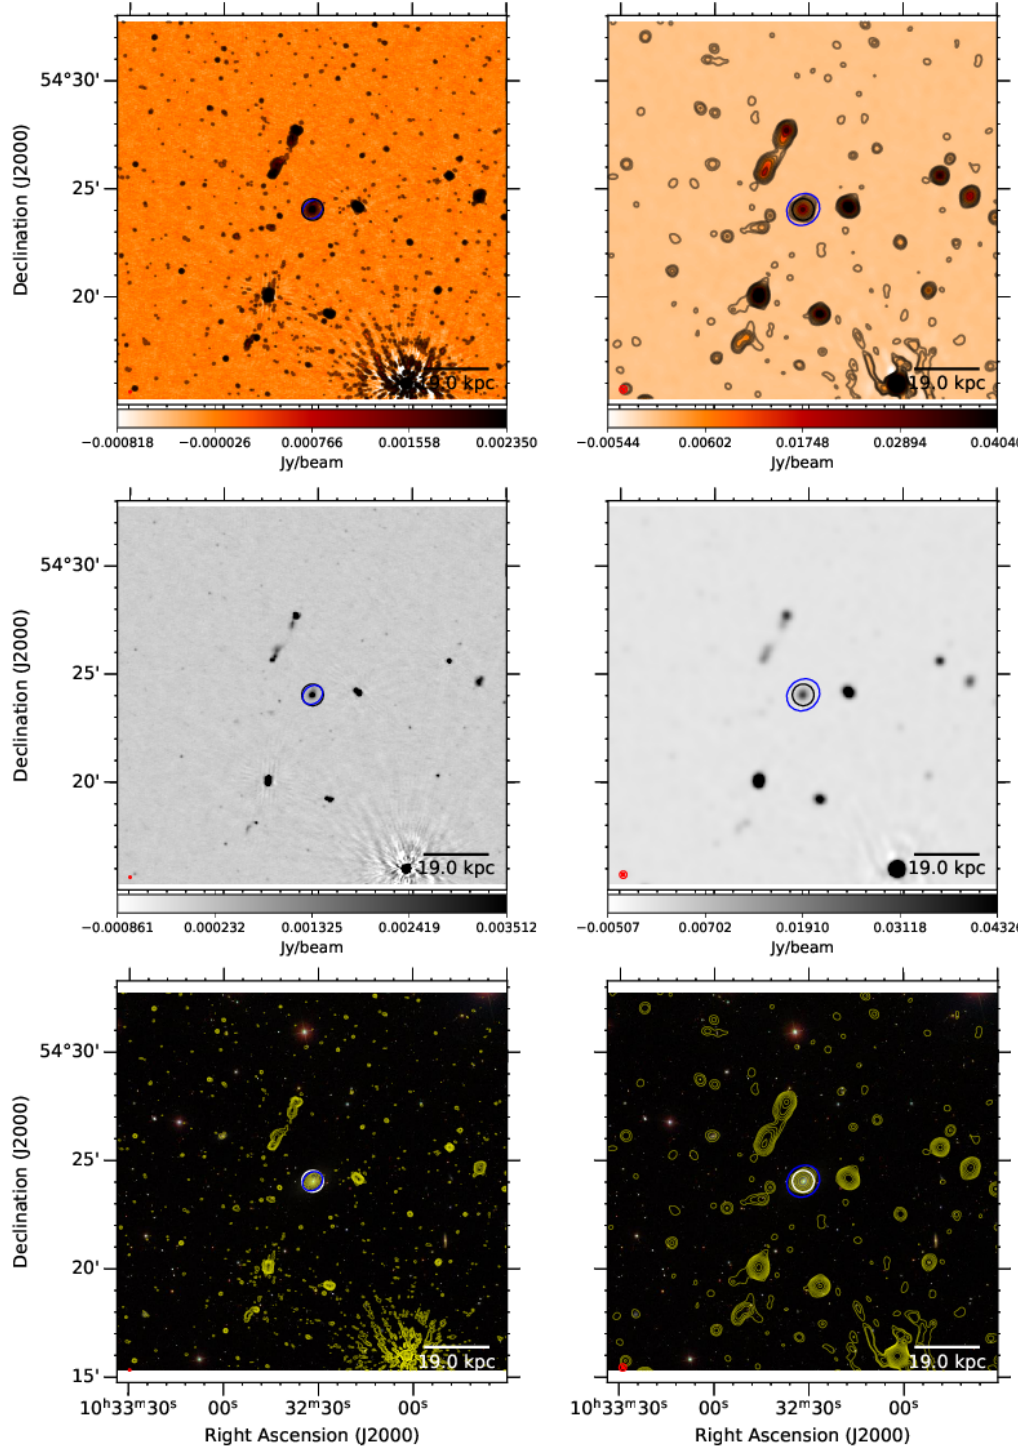 54°30'
25'
20'
Declination (J2000)
19.0 kpc
19.0 kpc
−0.000818 −0.000026 0.000766 0.001558 0.002350
Jy/beam
−0.00544 0.00602 0.01748 0.02894 0.04040
Jy/beam
54°30'
25'
20'
Declination (J2000)
19.0 kpc
19.0 kpc
−0.000861 0.000232 0.001325 0.002419 0.003512
Jy/beam
−0.00507 0.00702 0.01910 0.03118 0.04326
Jy/beam
54°30'
25'
20'
15'
Declination (J2000)
19.0 kpc
19.0 kpc
10ʰ33ᵐ30ˢ 00ˢ 32ᵐ30ˢ 00ˢ
Right Ascension (J2000)
10ʰ33ᵐ30ˢ 00ˢ 32ᵐ30ˢ 00ˢ
Right Ascension (J2000)